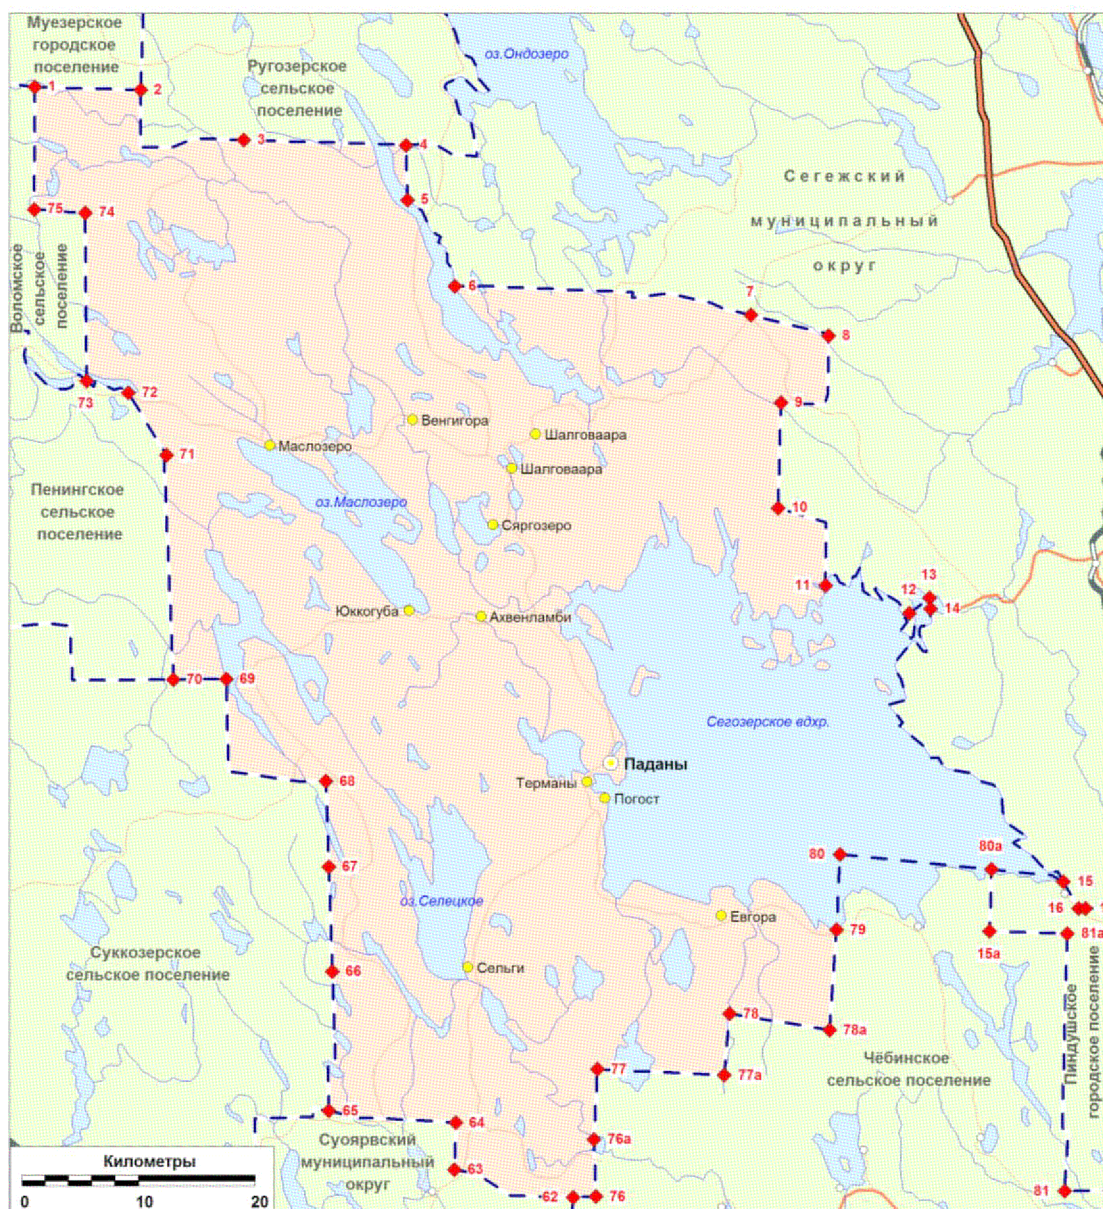 Муезерское
городское
поселение
оз.Ондозеро
Ругозерское
сельское
поселение
1
2
3
4
5
Сегежский
муниципальный
округ
75
74
Воломское
сельское
поселение
6
7
8
73
72
9
Венгигора
Шалговаара
Маслозеро
71
Шалговаара
Пенингское
сельское
поселение
оз.Маслозеро
10
Сяргозеро
11
12
13
14
Юккогуба
Ахвенламби
70
69
Сегозерское вдхр.
Паданы
68
Терманы
Погост
80
80а
67
15
оз.Селецкое
16
1
Евгора
79
15а
81а
Суккозерское
сельское поселение
66
Сельги
Пиндушское
городское поселение
78
78а
Чёбинское
сельское поселение
77
77а
65
64
Суоярвский
муниципальный
округ
76а
63
62
76
81
Километры
0
10
20